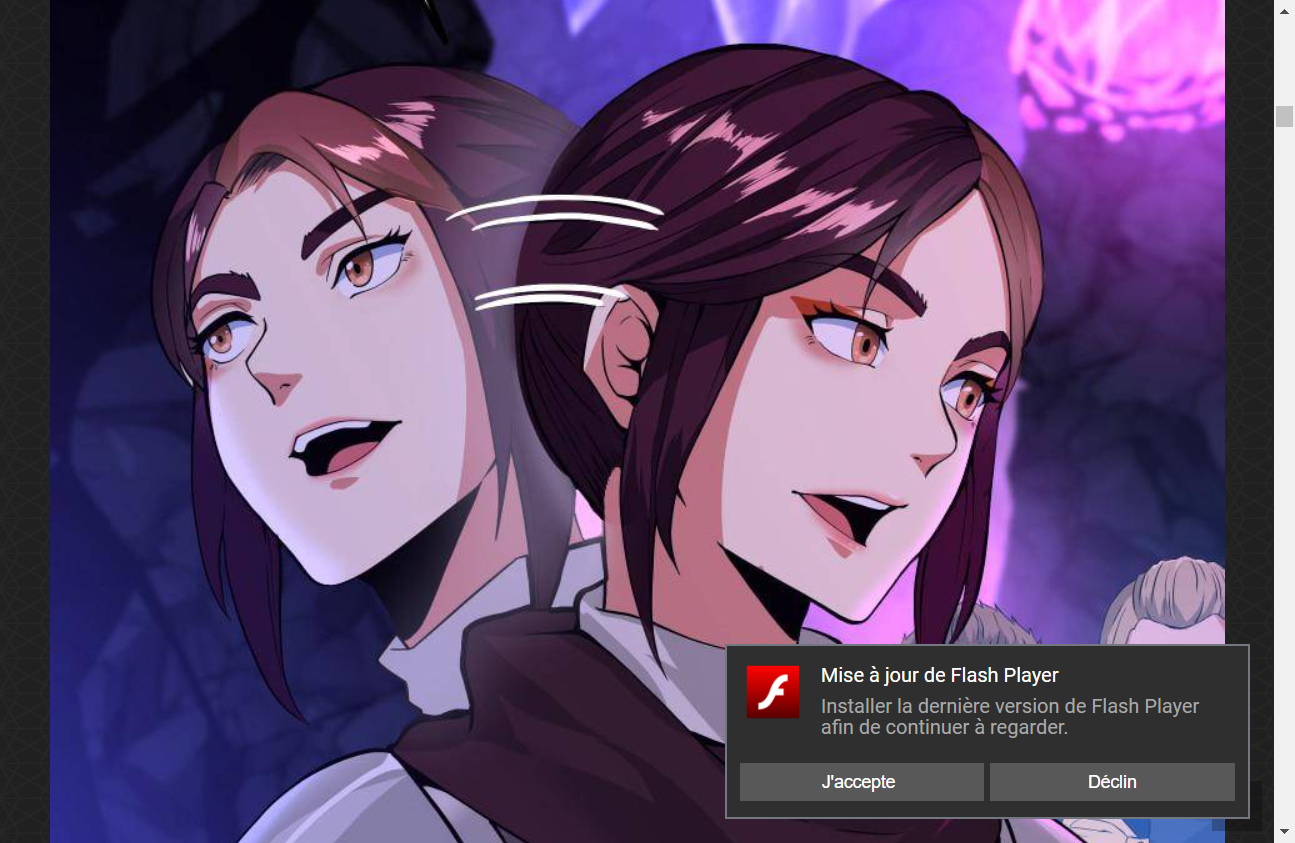 Mise à jour de Flash Player
Installer la dernière version de Flash Player
afin de continuer à regarder.
J'accepte
Déclin